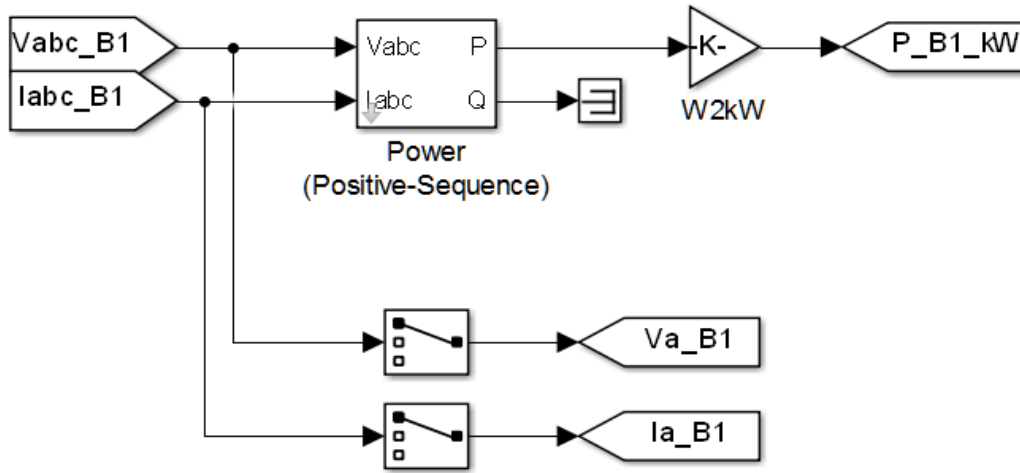 Vabc_B1
Iabc_B1
Vabc P
Iabc Q
Power
(Positive-Sequence)
-K-
W2kW
P_B1_kW
Va_B1
Ia_B1